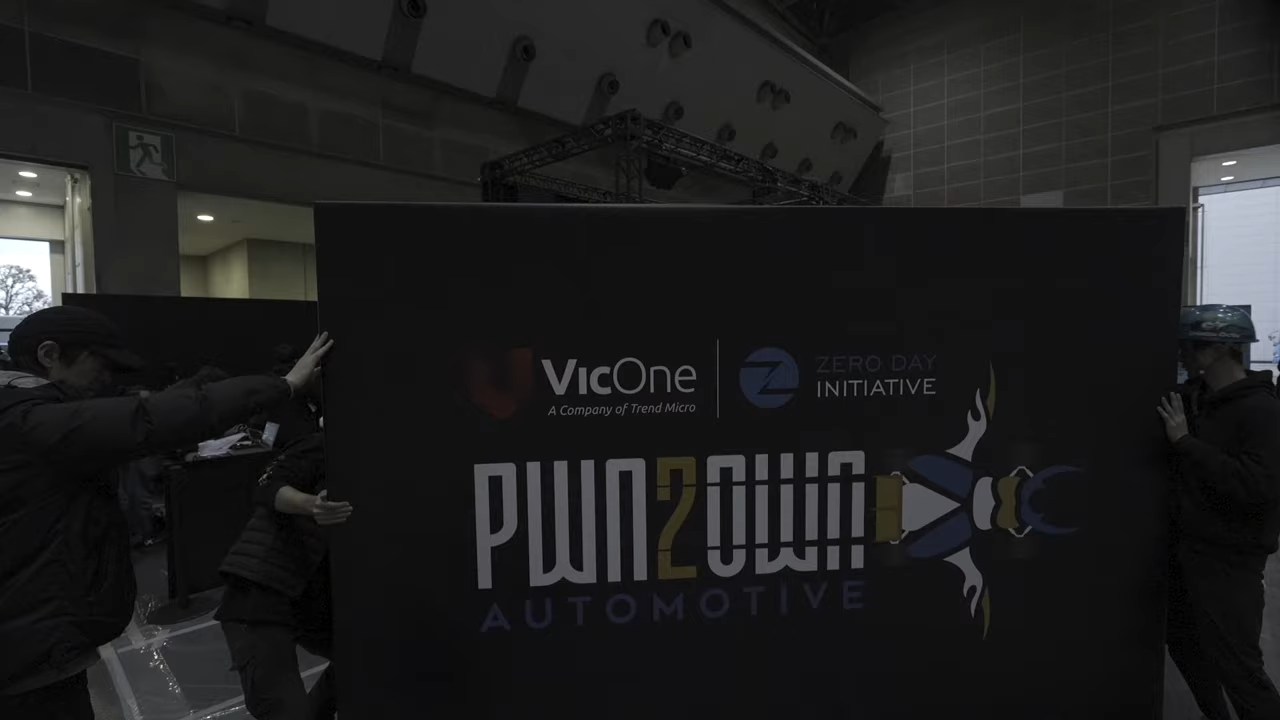 VicOne
A Company of Trend Micro
ZERO DAY
INITIATIVE
PWN2OWN
AUTOMOTIVE